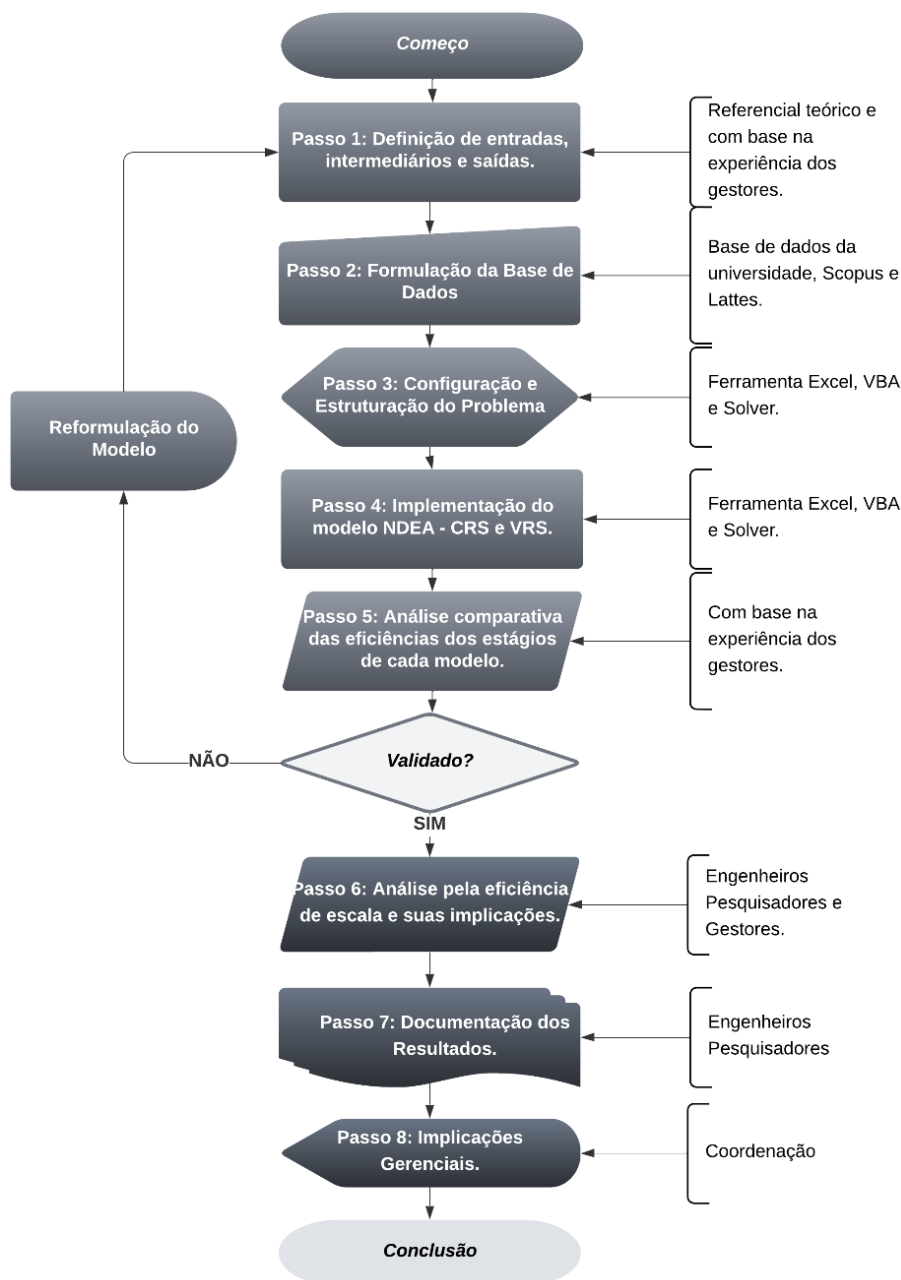 Começo
Passo 1: Definição de entradas,
intermediários e saídas.
Referencial teórico e
com base na
experiência dos
gestores.
Passo 2: Formulação da Base de
Dados
Base de dados da
universidade, Scopus e
Lattes.
Passo 3: Configuração e
Estruturação do Problema
Ferramenta Excel, VBA
e Solver.
Reformulação do
Modelo
Passo 4: Implementação do
modelo NDEA - CRS e VRS.
Ferramenta Excel, VBA
e Solver.
Passo 5: Análise comparativa
das eficiências dos estágios
de cada modelo.
Com base na
experiência dos
gestores.
Validado?
NÃO
SIM
Passo 6: Análise pela eficiência
de escala e suas implicações.
Engenheiros
Pesquisadores e
Gestores.
Passo 7: Documentação dos
Resultados.
Engenheiros
Pesquisadores
Passo 8: Implicações
Gerenciais.
Coordenação
Conclusão